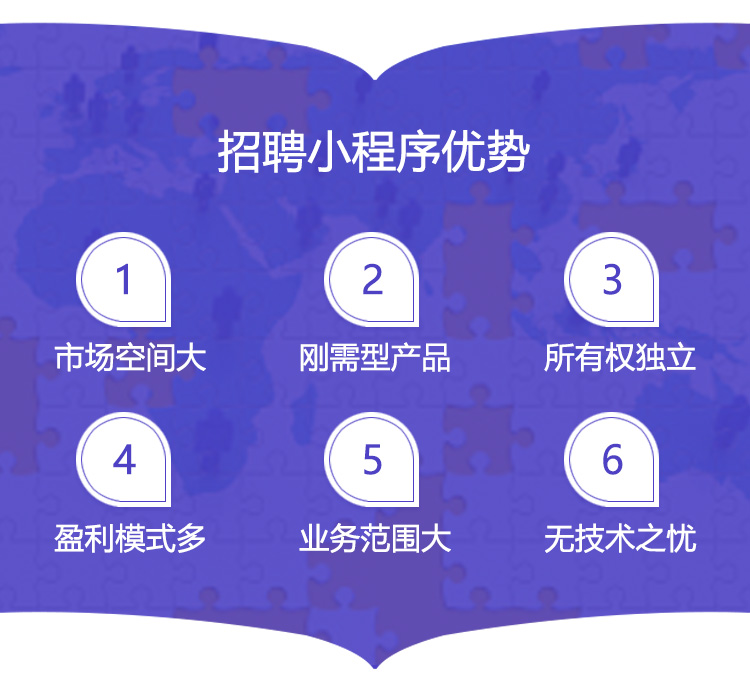 招聘小程序优势
1
2
3
市场空间大
刚需型产品
所有权独立
4
5
6
盈利模式多
业务范围大
无技术之忧